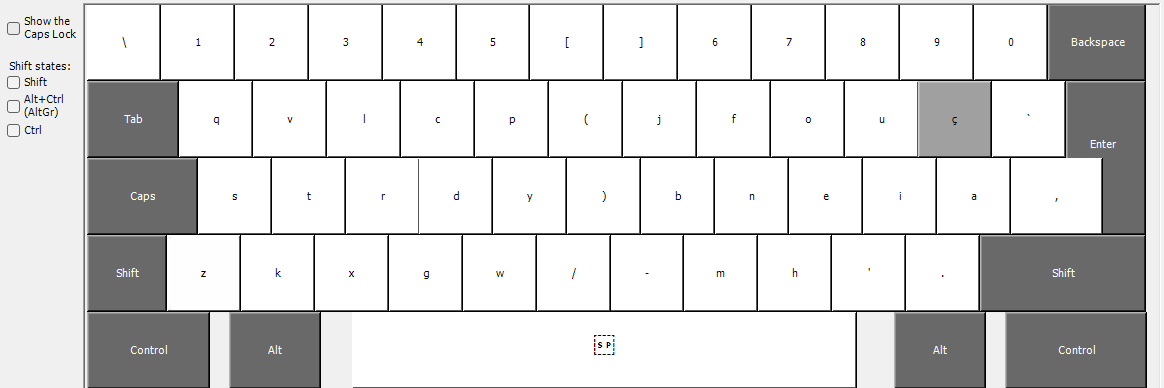 Show the
Caps Lock
Shift states:
Shift
Alt+Ctrl
(AltGr)
Ctrl
\ 1 2 3 4 5 [ ] 6 7 8 9 0 Backspace
Tab q v l c p ( j f o u ç ` Enter
Caps s t r d y ) b n e i a ,
Shift z k x g w / - m h ' . Shift
Control Alt SP Alt Control